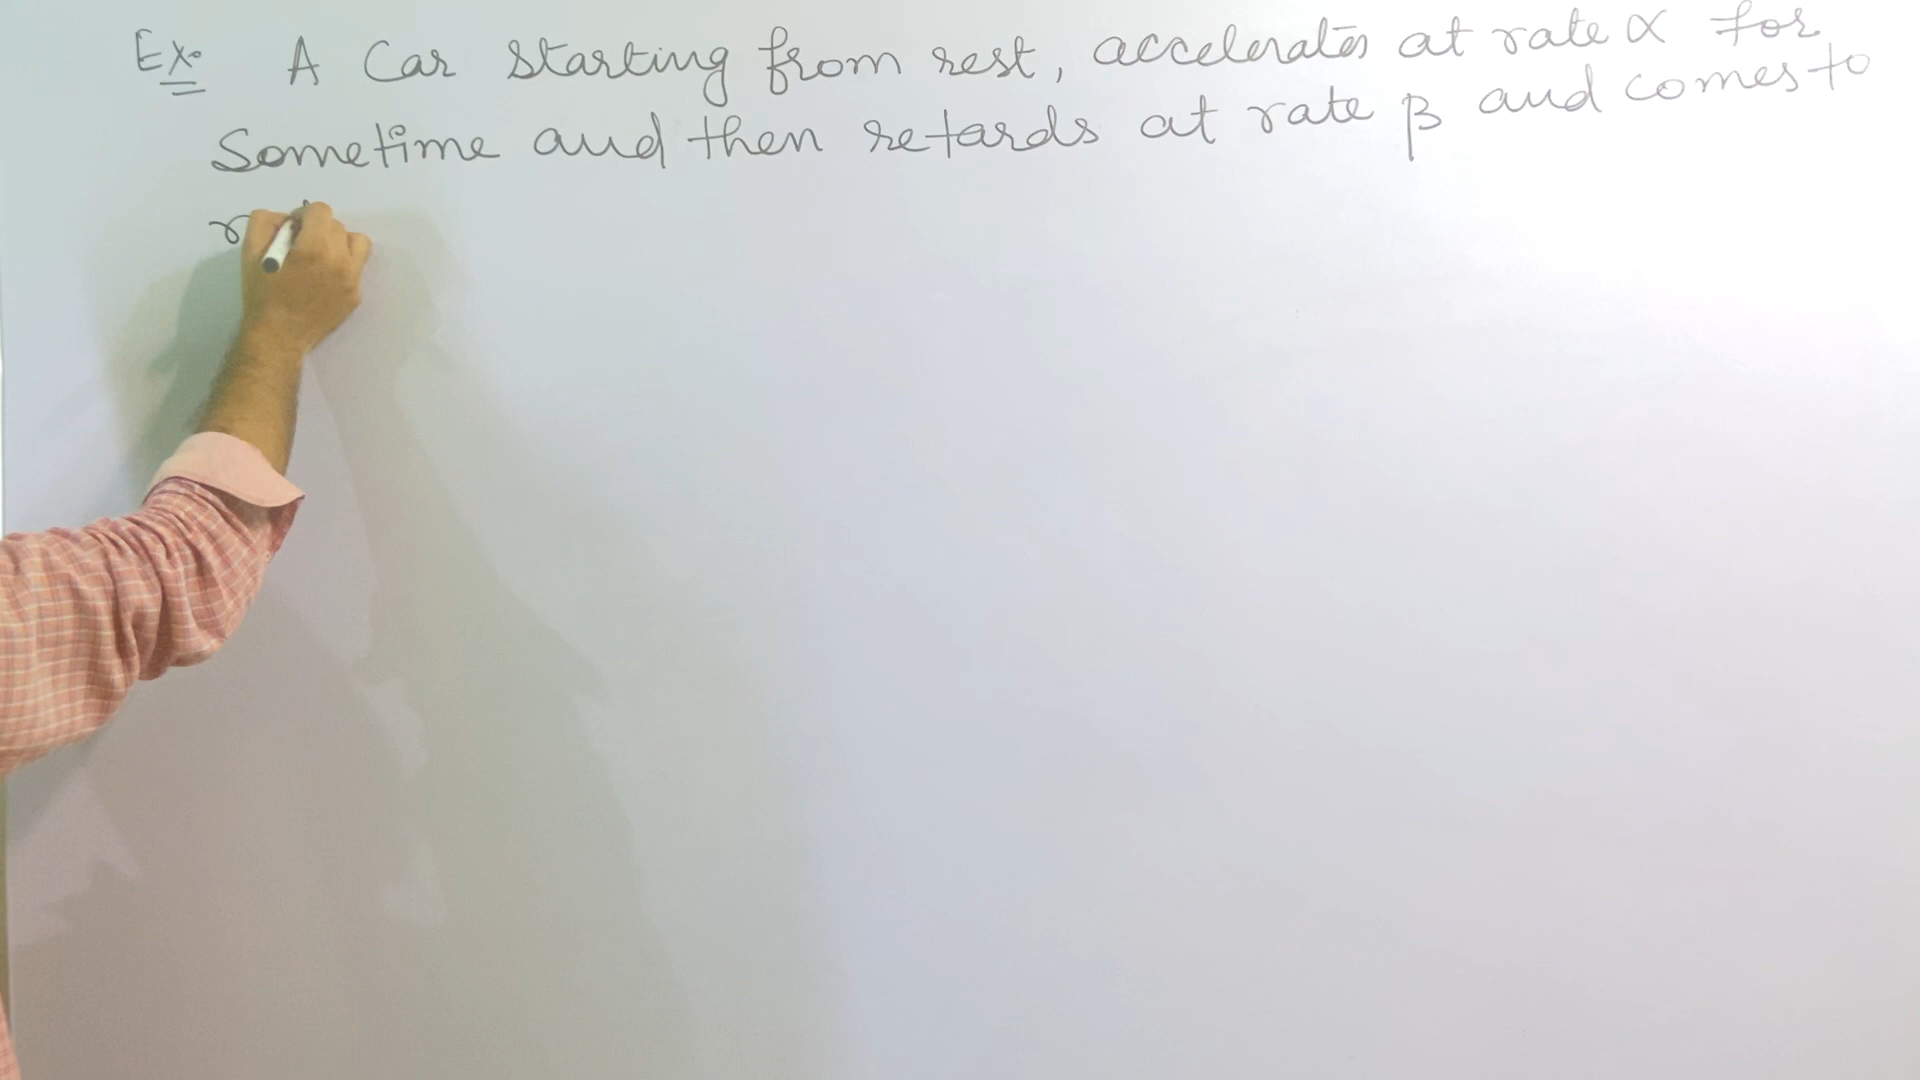 Ex. A Car starting from rest, accelerates at rate α for
Sometime and then retards at rate β and comes to
r